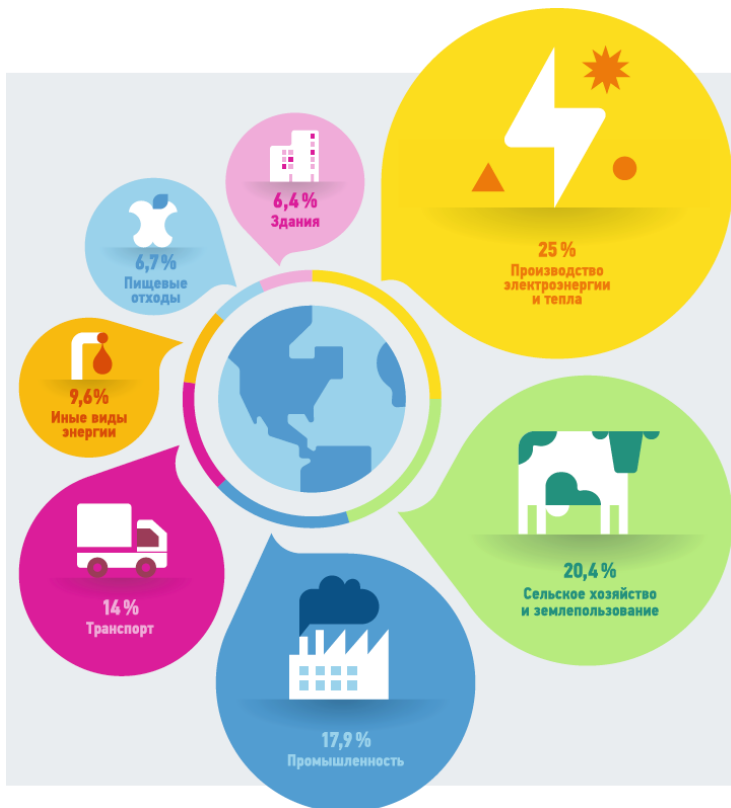 6,4%
Здания
25%
Производство
электроэнергии
и тепла
6,7%
Пищевые
отходы
9,6%
Иные виды
энергии
20,4%
Сельское хозяйство
и землепользование
14%
Транспорт
17,9%
Промышленность